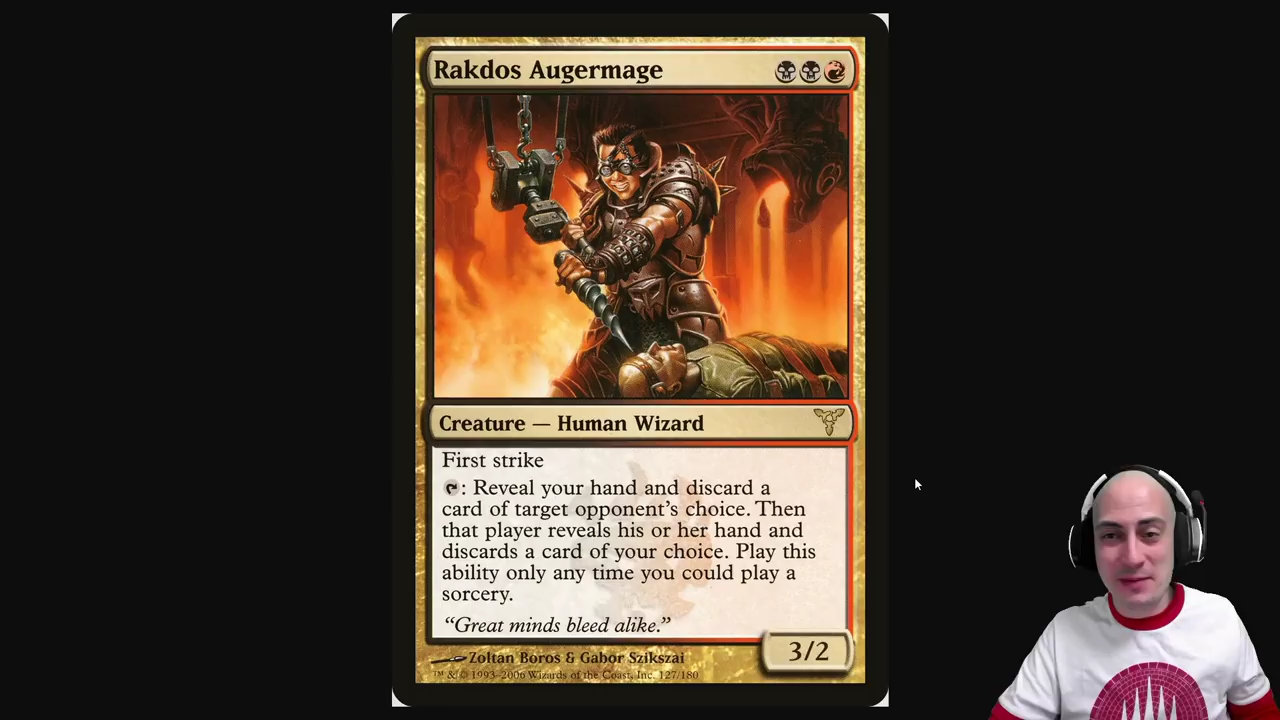 Rakdos Augermage
Creature — Human Wizard
First strike
: Reveal your hand and discard a
card of target opponent's choice. Then
that player reveals his or her hand and
discards a card of your choice. Play this
ability only any time you could play a
sorcery.
“Great minds bleed alike.”
3/2
Zoltan Boros & Gabor Szikszai
™ & © 1993–2006 Wizards of the Coast, Inc. 127/180